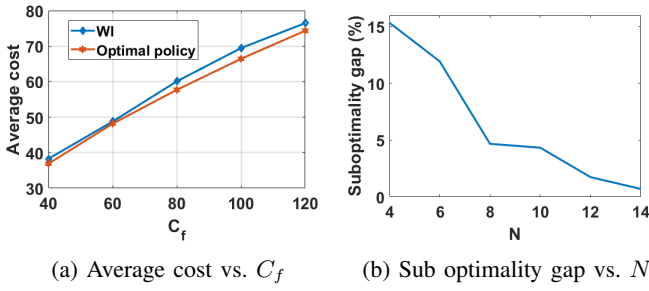 80
70
60
50
40
30
Average cost
WI
Optimal policy
40
60
80
100
120
C_f
(a) Average cost vs. C_f
15
10
5
0
Suboptimality gap (%)
4
6
8
10
12
14
N
(b) Sub optimality gap vs. N